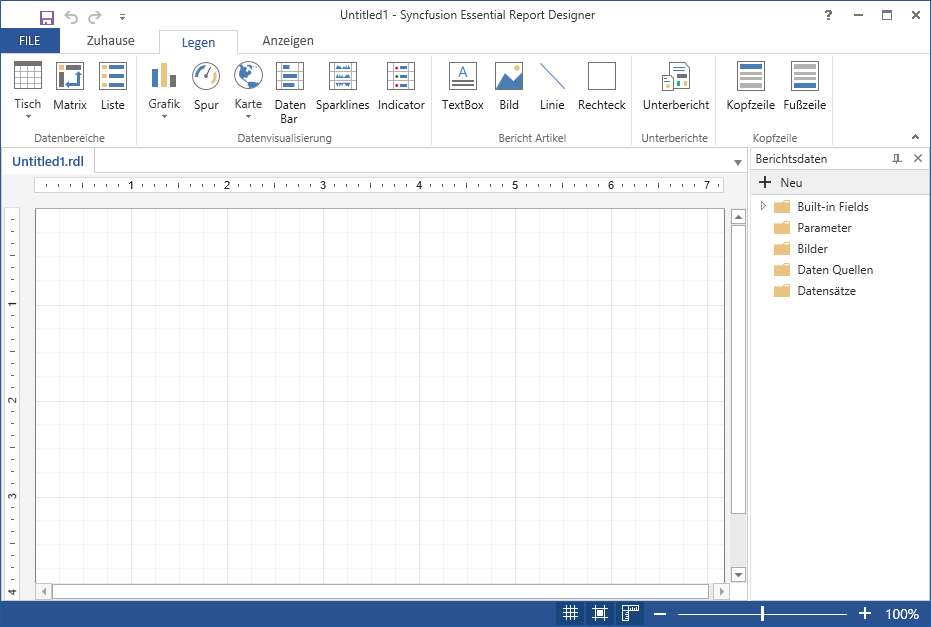 Untitled1 - Syncfusion Essential Report Designer
?
FILE Zuhause Legen Anzeigen
Tisch Matrix Liste Grafik Spur Karte Daten Bar Sparklines Indicator A TextBox Bild Linie Rechteck Unterbericht Kopfzeile Fußzeile
Datenbereiche Datenvisualisierung Bericht Artikel Unterberichte Kopfzeile
Untitled1.rdl
1 2 3 4 5 6 7
1
2
3
4
Berichtsdaten
Neu
Built-in Fields
Parameter
Bilder
Daten Quellen
Datensätze
100%